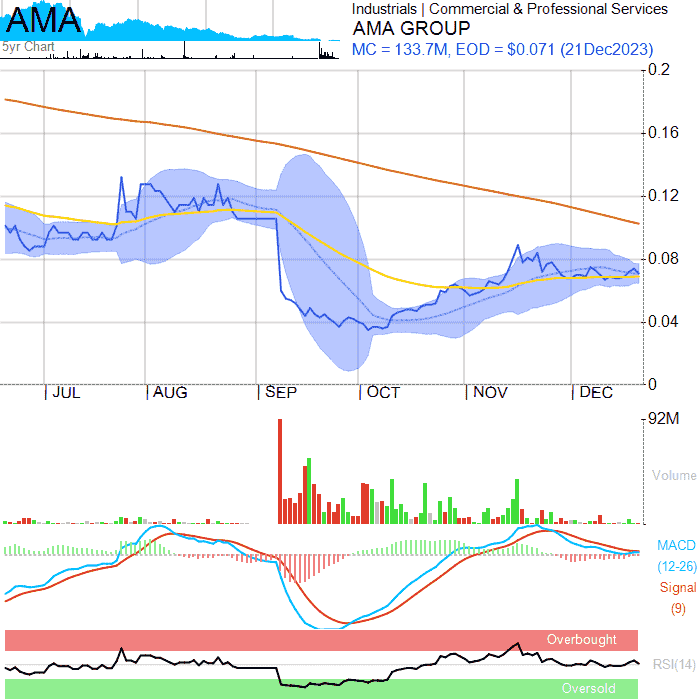 AMA
5yr Chart
Industrials | Commercial & Professional Services
AMA GROUP
MC = 133.7M, EOD = $0.071 (21Dec2023)
0.2
0.16
0.12
0.08
0.04
0
JUL AUG SEP OCT NOV DEC
92M
Volume
MACD
(12-26)
Signal
(9)
Overbought
RSI(14)
Oversold